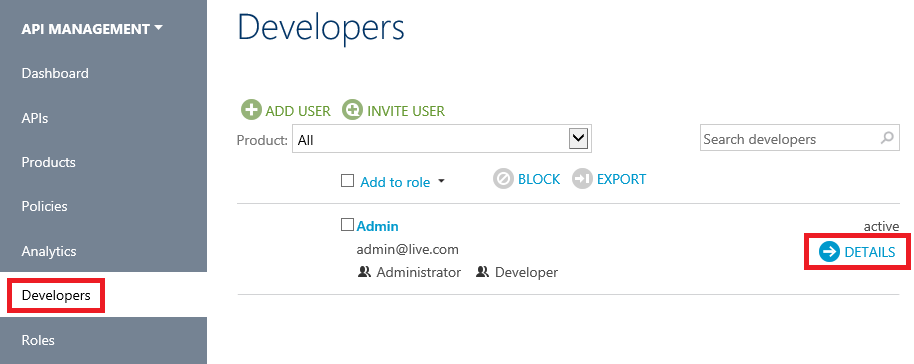 API MANAGEMENT
Dashboard
APIs
Products
Policies
Analytics
Developers
Roles
Developers
ADD USER INVITE USER
Product: All Search developers
Add to role BLOCK EXPORT
Admin active
admin@live.com DETAILS
Administrator Developer